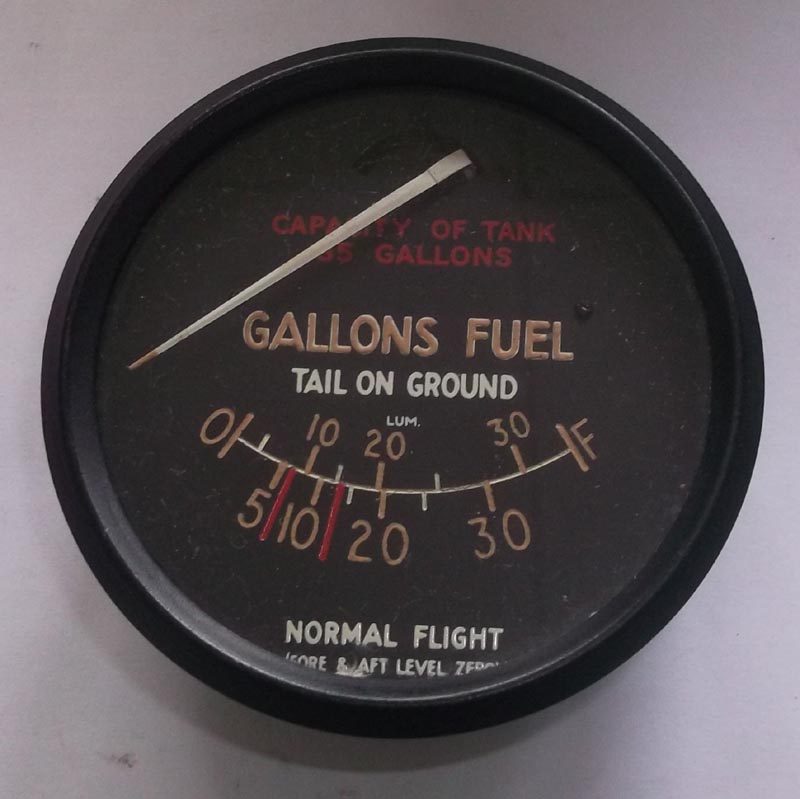 CAPACITY OF TANK
GALLONS
GALLONS FUEL
TAIL ON GROUND
LUM.
0 10 20 30 F
5 10 20 30
NORMAL FLIGHT
(FORE & AFT LEVEL ZERO)